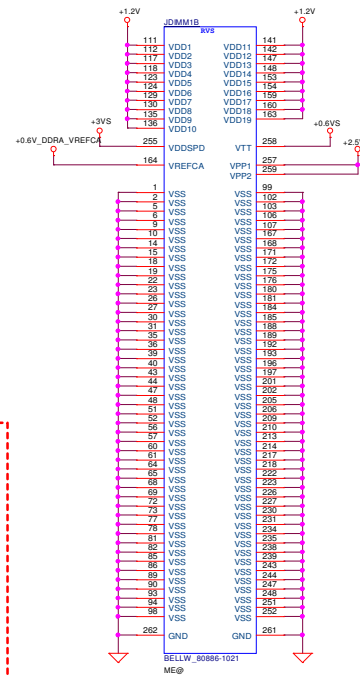 +1.2V JDIMM1B +1.2V
RVS
111 VDD1 VDD11 141
112 VDD2 VDD12 142
117 VDD3 VDD13 147
118 VDD4 VDD14 148
123 VDD5 VDD15 153
124 VDD6 VDD16 154
129 VDD7 VDD17 159
130 VDD8 VDD18 160
135 VDD9 VDD19 163
136 VDD10
+3VS +0.6VS
255 VDDSPD VTT 258
+0.6V_DDRA_VREFCA
164 VREFCA VPP1 257
VPP2 259
1 VSS VSS 99
2 VSS VSS 102
5 VSS VSS 103
6 VSS VSS 106
9 VSS VSS 107
10 VSS VSS 167
14 VSS VSS 168
15 VSS VSS 171
18 VSS VSS 172
19 VSS VSS 175
22 VSS VSS 176
23 VSS VSS 180
26 VSS VSS 181
27 VSS VSS 184
30 VSS VSS 185
31 VSS VSS 188
35 VSS VSS 189
36 VSS VSS 192
39 VSS VSS 193
40 VSS VSS 196
43 VSS VSS 197
44 VSS VSS 201
47 VSS VSS 202
48 VSS VSS 205
51 VSS VSS 206
52 VSS VSS 209
56 VSS VSS 210
57 VSS VSS 213
60 VSS VSS 214
61 VSS VSS 217
64 VSS VSS 218
65 VSS VSS 222
68 VSS VSS 223
69 VSS VSS 226
72 VSS VSS 227
73 VSS VSS 230
77 VSS VSS 231
78 VSS VSS 234
81 VSS VSS 235
82 VSS VSS 238
85 VSS VSS 239
86 VSS VSS 243
89 VSS VSS 244
90 VSS VSS 247
93 VSS VSS 248
94 VSS VSS 251
98 VSS VSS 252
262 GND GND 261
BELLW_80886-1021
ME@